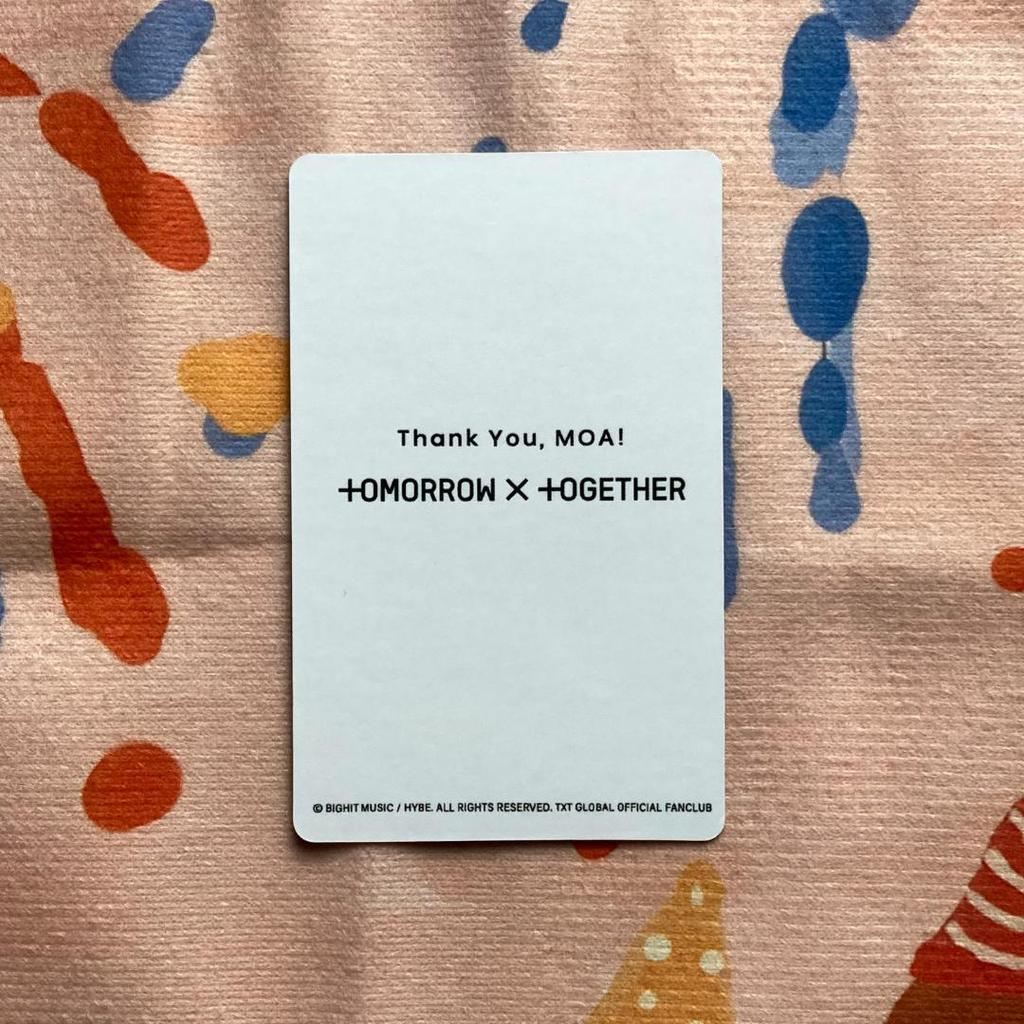 Thank You, MOA!
TOMORROW X TOGETHER
© BIGHIT MUSIC / HYBE. ALL RIGHTS RESERVED. TXT GLOBAL OFFICIAL FANCLUB